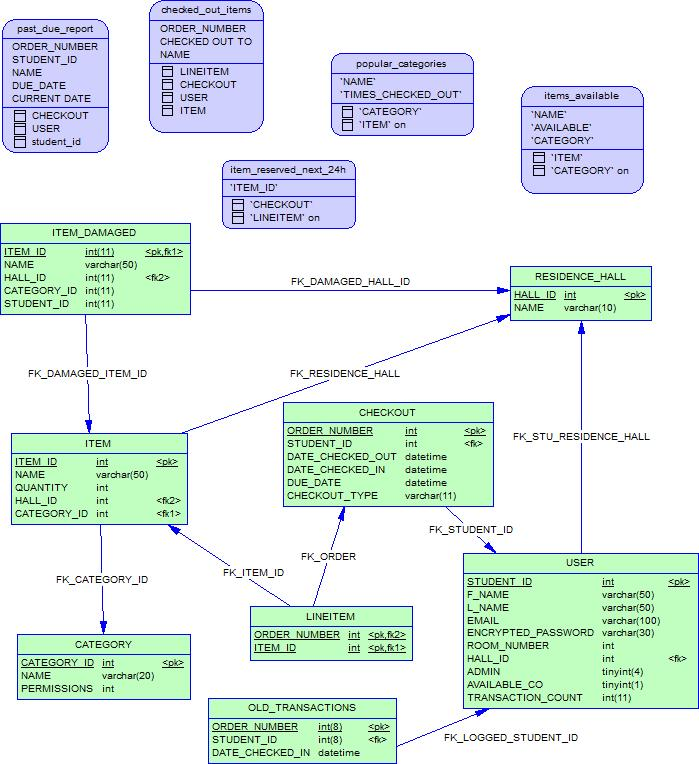 past_due_report
ORDER_NUMBER
STUDENT_ID
NAME
DUE_DATE
CURRENT DATE
CHECKOUT
USER
student_id
checked_out_items
ORDER_NUMBER
CHECKED OUT TO
NAME
LINEITEM
CHECKOUT
USER
ITEM
popular_categories
'NAME'
'TIMES_CHECKED_OUT'
'CATEGORY'
'ITEM' on
items_available
'NAME'
'AVAILABLE'
'CATEGORY'
'ITEM'
'CATEGORY' on
item_reserved_next_24h
'ITEM_ID'
'CHECKOUT'
'LINEITEM' on
ITEM_DAMAGED
ITEM_ID int(11) <pk,fk1>
NAME varchar(50)
HALL_ID int(11) <fk2>
CATEGORY_ID int(11)
STUDENT_ID int(11)
FK_DAMAGED_HALL_ID
RESIDENCE_HALL
HALL_ID int <pk>
NAME varchar(10)
FK_DAMAGED_ITEM_ID
FK_RESIDENCE_HALL
FK_STU_RESIDENCE_HALL
ITEM
ITEM_ID int <pk>
NAME varchar(50)
QUANTITY int
HALL_ID int <fk2>
CATEGORY_ID int <fk1>
CHECKOUT
ORDER_NUMBER int <pk>
STUDENT_ID int <fk>
DATE_CHECKED_OUT datetime
DATE_CHECKED_IN datetime
DUE_DATE datetime
CHECKOUT_TYPE varchar(11)
FK_STUDENT_ID
FK_ORDER
FK_ITEM_ID
FK_CATEGORY_ID
USER
STUDENT_ID int <pk>
F_NAME varchar(50)
L_NAME varchar(50)
EMAIL varchar(100)
ENCRYPTED_PASSWORD varchar(30)
ROOM_NUMBER int
HALL_ID int <fk>
ADMIN tinyint(4)
AVAILABLE_CO tinyint(1)
TRANSACTION_COUNT int(11)
LINEITEM
ORDER_NUMBER int <pk,fk2>
ITEM_ID int <pk,fk1>
CATEGORY
CATEGORY_ID int <pk>
NAME varchar(20)
PERMISSIONS int
OLD_TRANSACTIONS
ORDER_NUMBER int(8) <pk>
STUDENT_ID int(8) <fk>
DATE_CHECKED_IN datetime
FK_LOGGED_STUDENT_ID